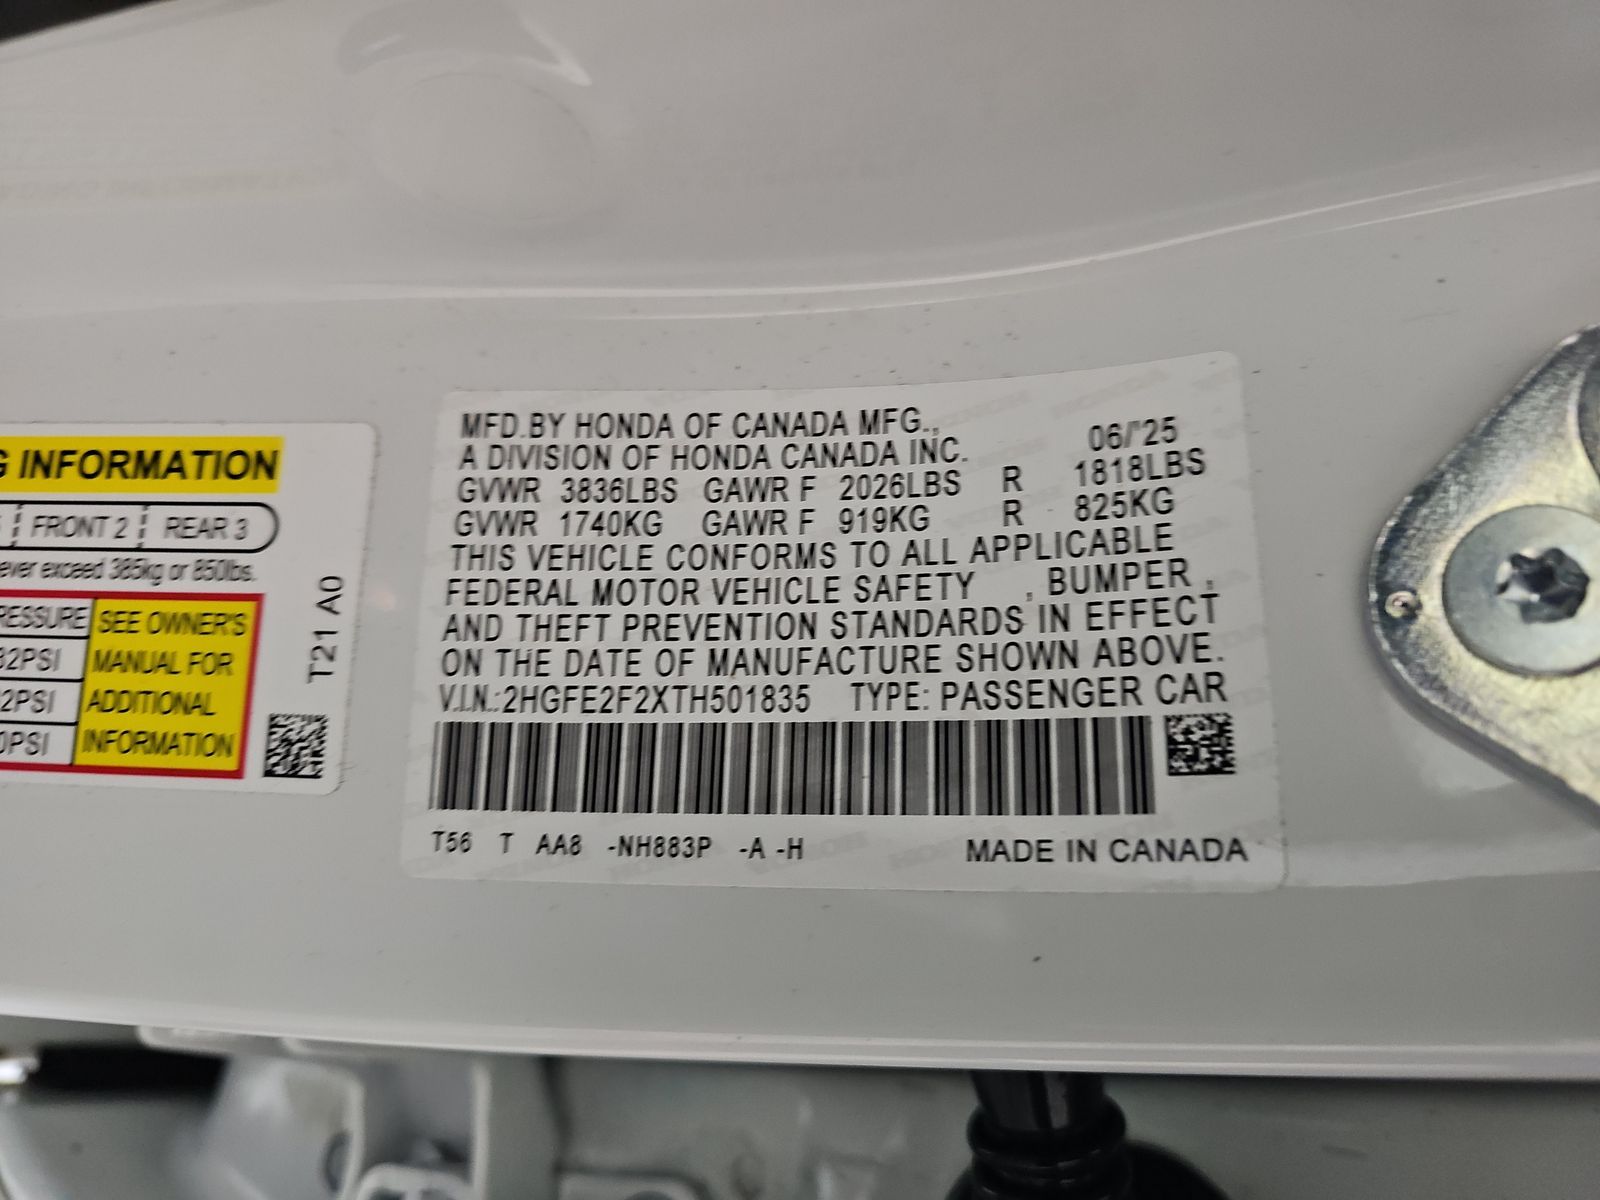 G INFORMATION
FRONT 2 REAR 3
ever exceed 385kg or 850lbs.
RESSURE SEE OWNER'S
32PSI MANUAL FOR
2PSI ADDITIONAL
0PSI INFORMATION
T21 A0
MFD.BY HONDA OF CANADA MFG., 06/'25
A DIVISION OF HONDA CANADA INC.
GVWR 3836LBS GAWR F 2026LBS R 1818LBS
GVWR 1740KG GAWR F 919KG R 825KG
THIS VEHICLE CONFORMS TO ALL APPLICABLE
FEDERAL MOTOR VEHICLE SAFETY , BUMPER ,
AND THEFT PREVENTION STANDARDS IN EFFECT
ON THE DATE OF MANUFACTURE SHOWN ABOVE.
V.I.N.:2HGFE2F2XTH501835 TYPE: PASSENGER CAR
T56 T AA8 -NH883P -A -H MADE IN CANADA